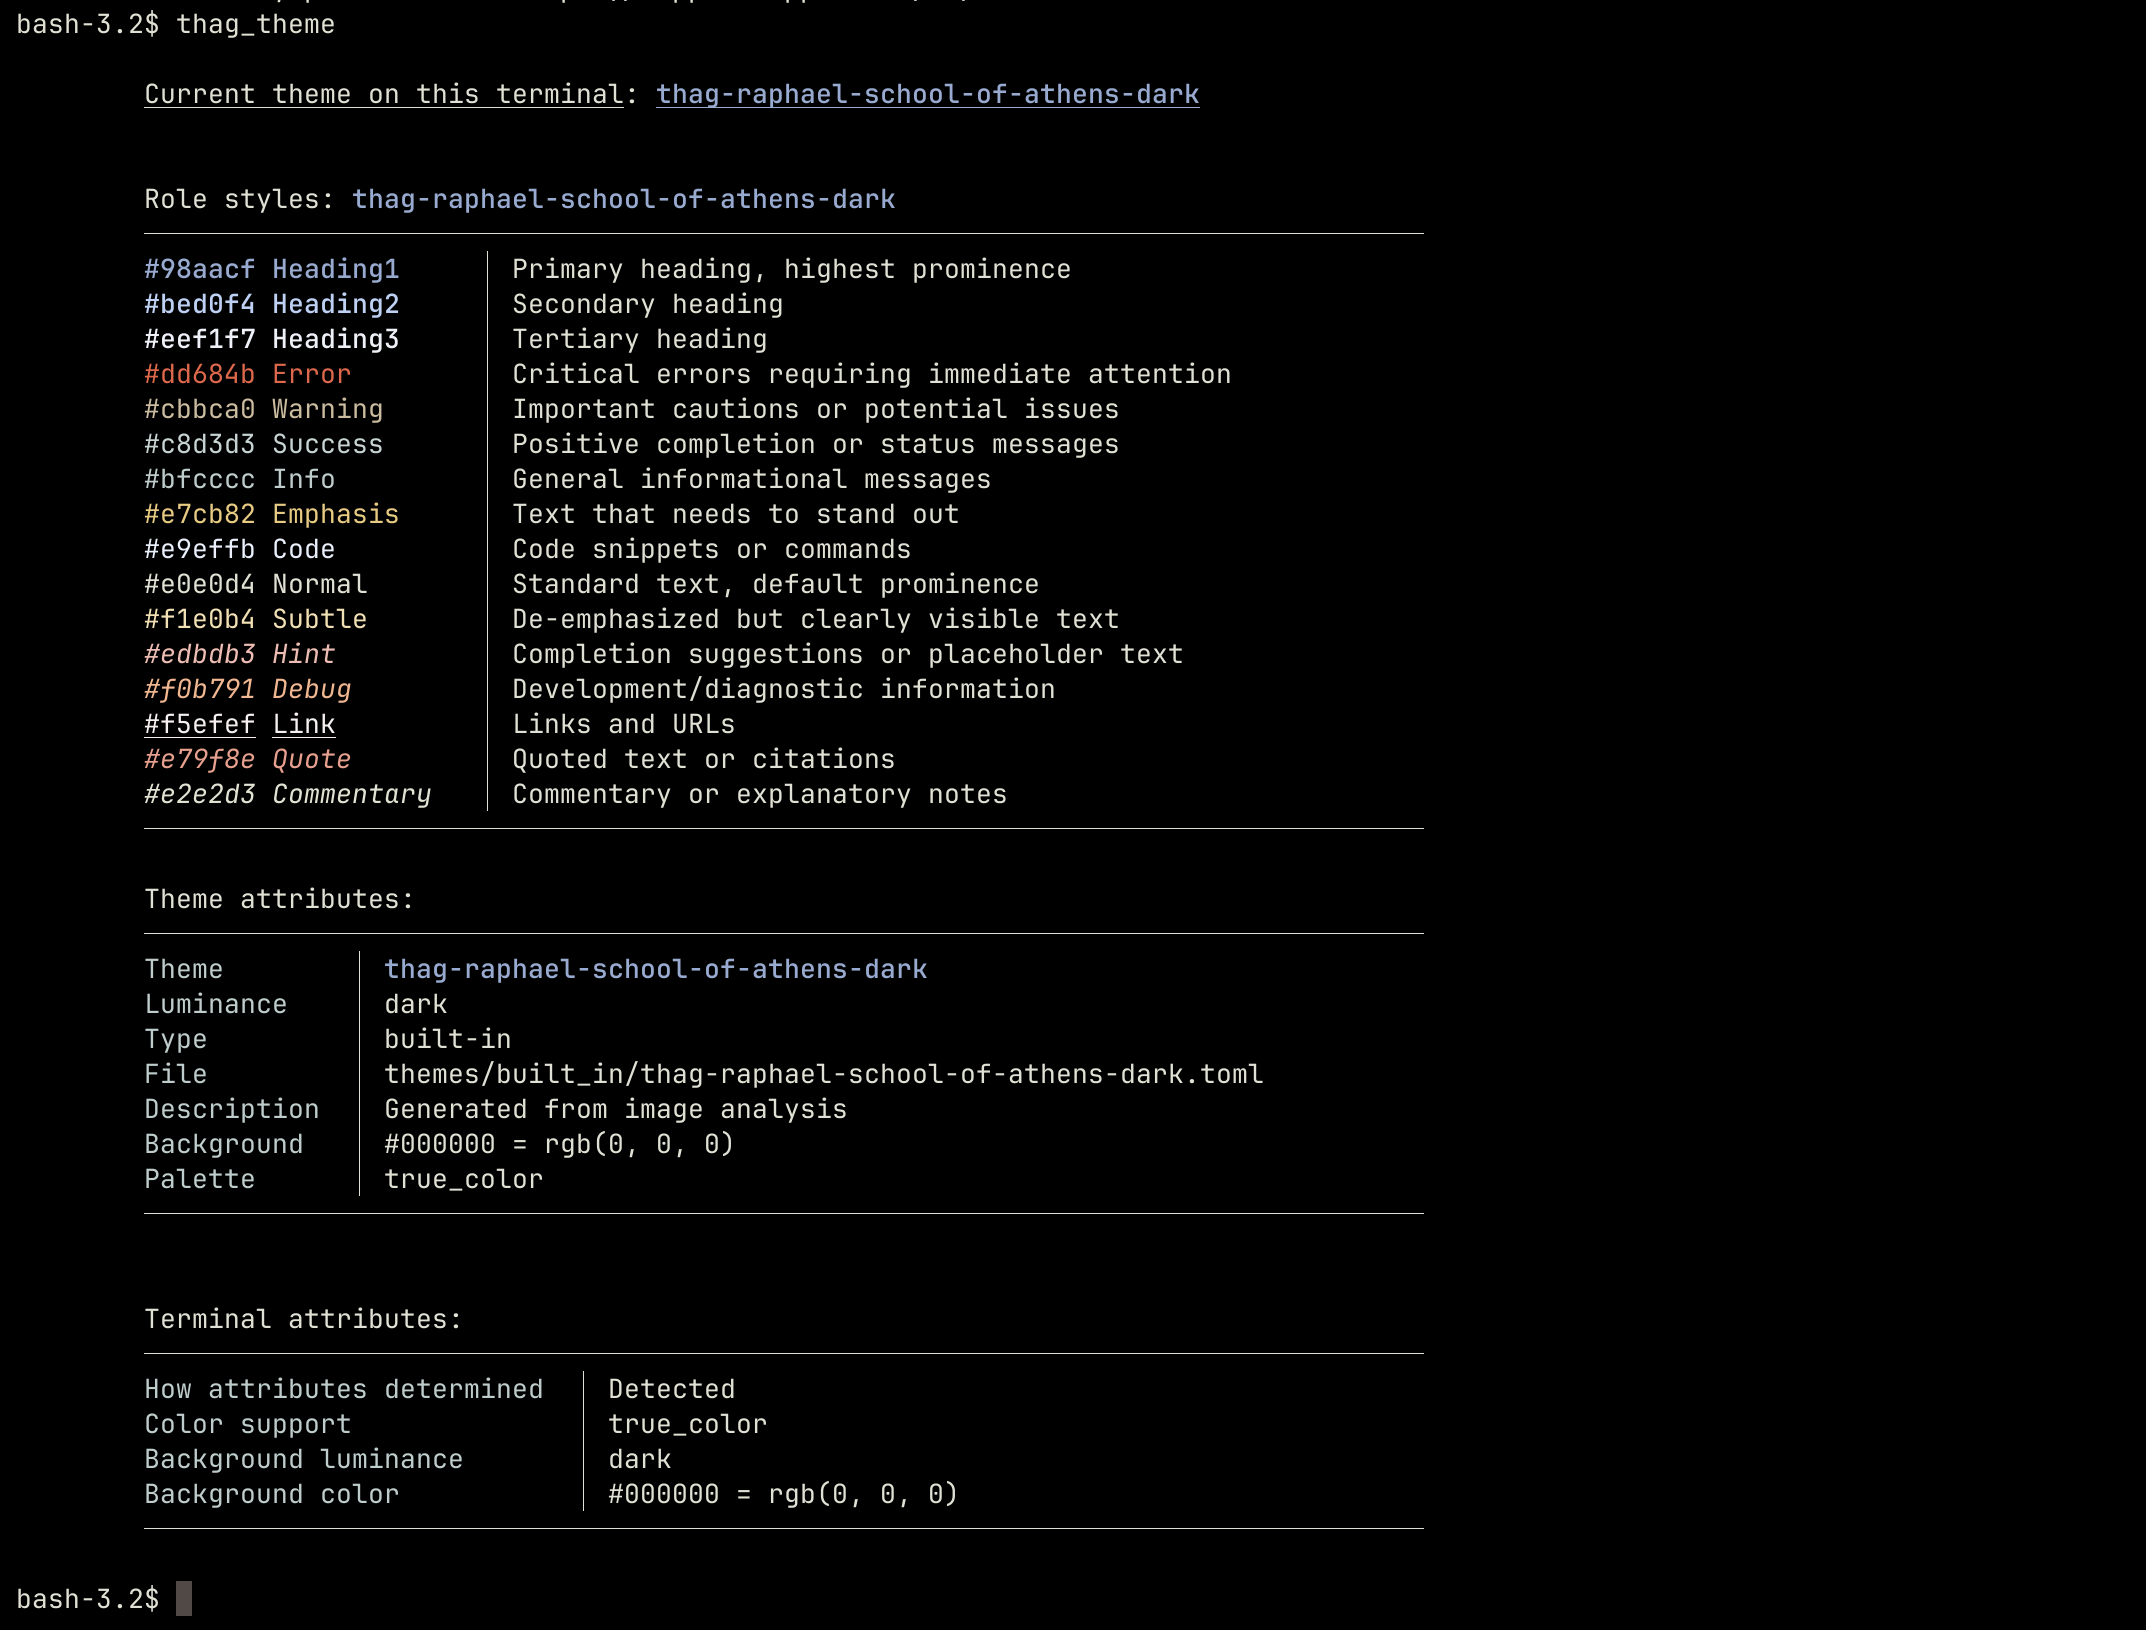 bash-3.2$ thag_theme
Current theme on this terminal: thag-raphael-school-of-athens-dark
Role styles: thag-raphael-school-of-athens-dark
#98aacf Heading1 Primary heading, highest prominence
#bed0f4 Heading2 Secondary heading
#eef1f7 Heading3 Tertiary heading
#dd684b Error Critical errors requiring immediate attention
#cbbca0 Warning Important cautions or potential issues
#c8d3d3 Success Positive completion or status messages
#bfcccc Info General informational messages
#e7cb82 Emphasis Text that needs to stand out
#e9effb Code Code snippets or commands
#e0e0d4 Normal Standard text, default prominence
#f1e0b4 Subtle De-emphasized but clearly visible text
#edbdb3 Hint Completion suggestions or placeholder text
#f0b791 Debug Development/diagnostic information
#f5efef Link Links and URLs
#e79f8e Quote Quoted text or citations
#e2e2d3 Commentary Commentary or explanatory notes
Theme attributes:
Theme thag-raphael-school-of-athens-dark
Luminance dark
Type built-in
File themes/built_in/thag-raphael-school-of-athens-dark.toml
Description Generated from image analysis
Background #000000 = rgb(0, 0, 0)
Palette true_color
Terminal attributes:
How attributes determined Detected
Color support true_color
Background luminance dark
Background color #000000 = rgb(0, 0, 0)
bash-3.2$